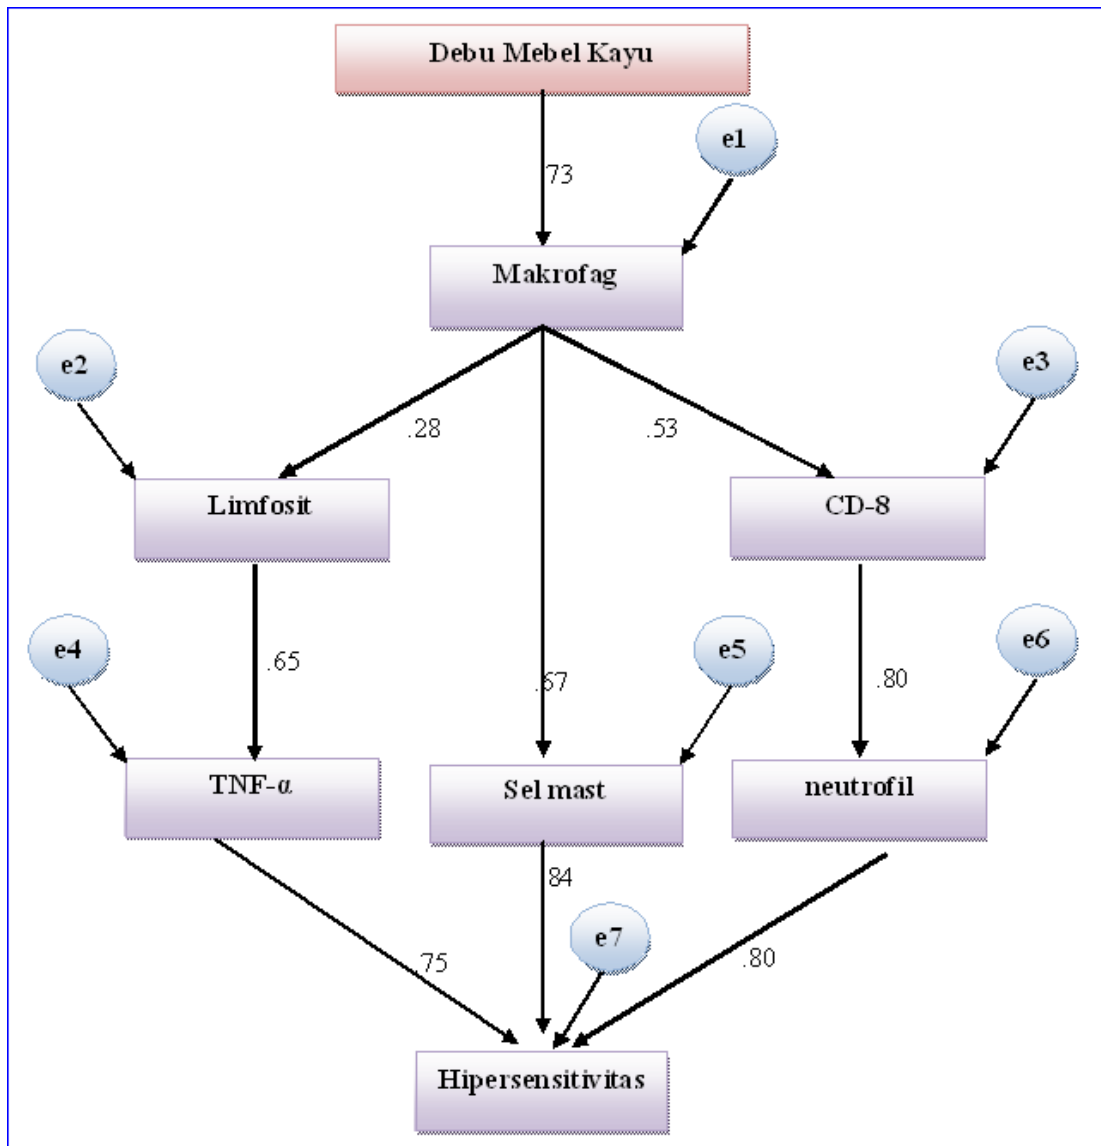 Debu Mebel Kayu
e1
73
Makrofag
e2
e3
.28
.53
Limfosit
CD-8
e4
.65
e5
e6
.67
.80
TNF-α
Sel mast
neutrofil
84
e7
.75
.80
Hipersensitivitas